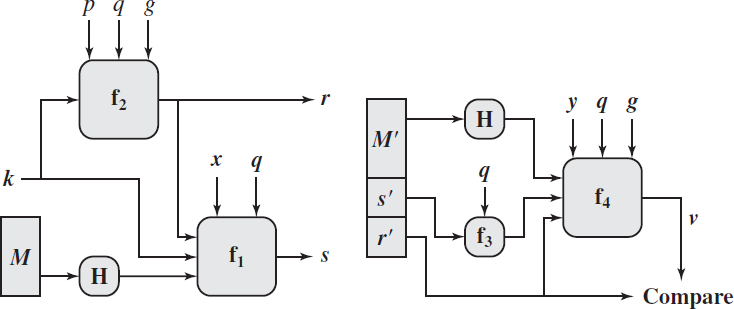 p q g
f2
r
x q
k
M
H
f1
s
M′
s′
r′
H
q
f3
y q g
f4
v
Compare